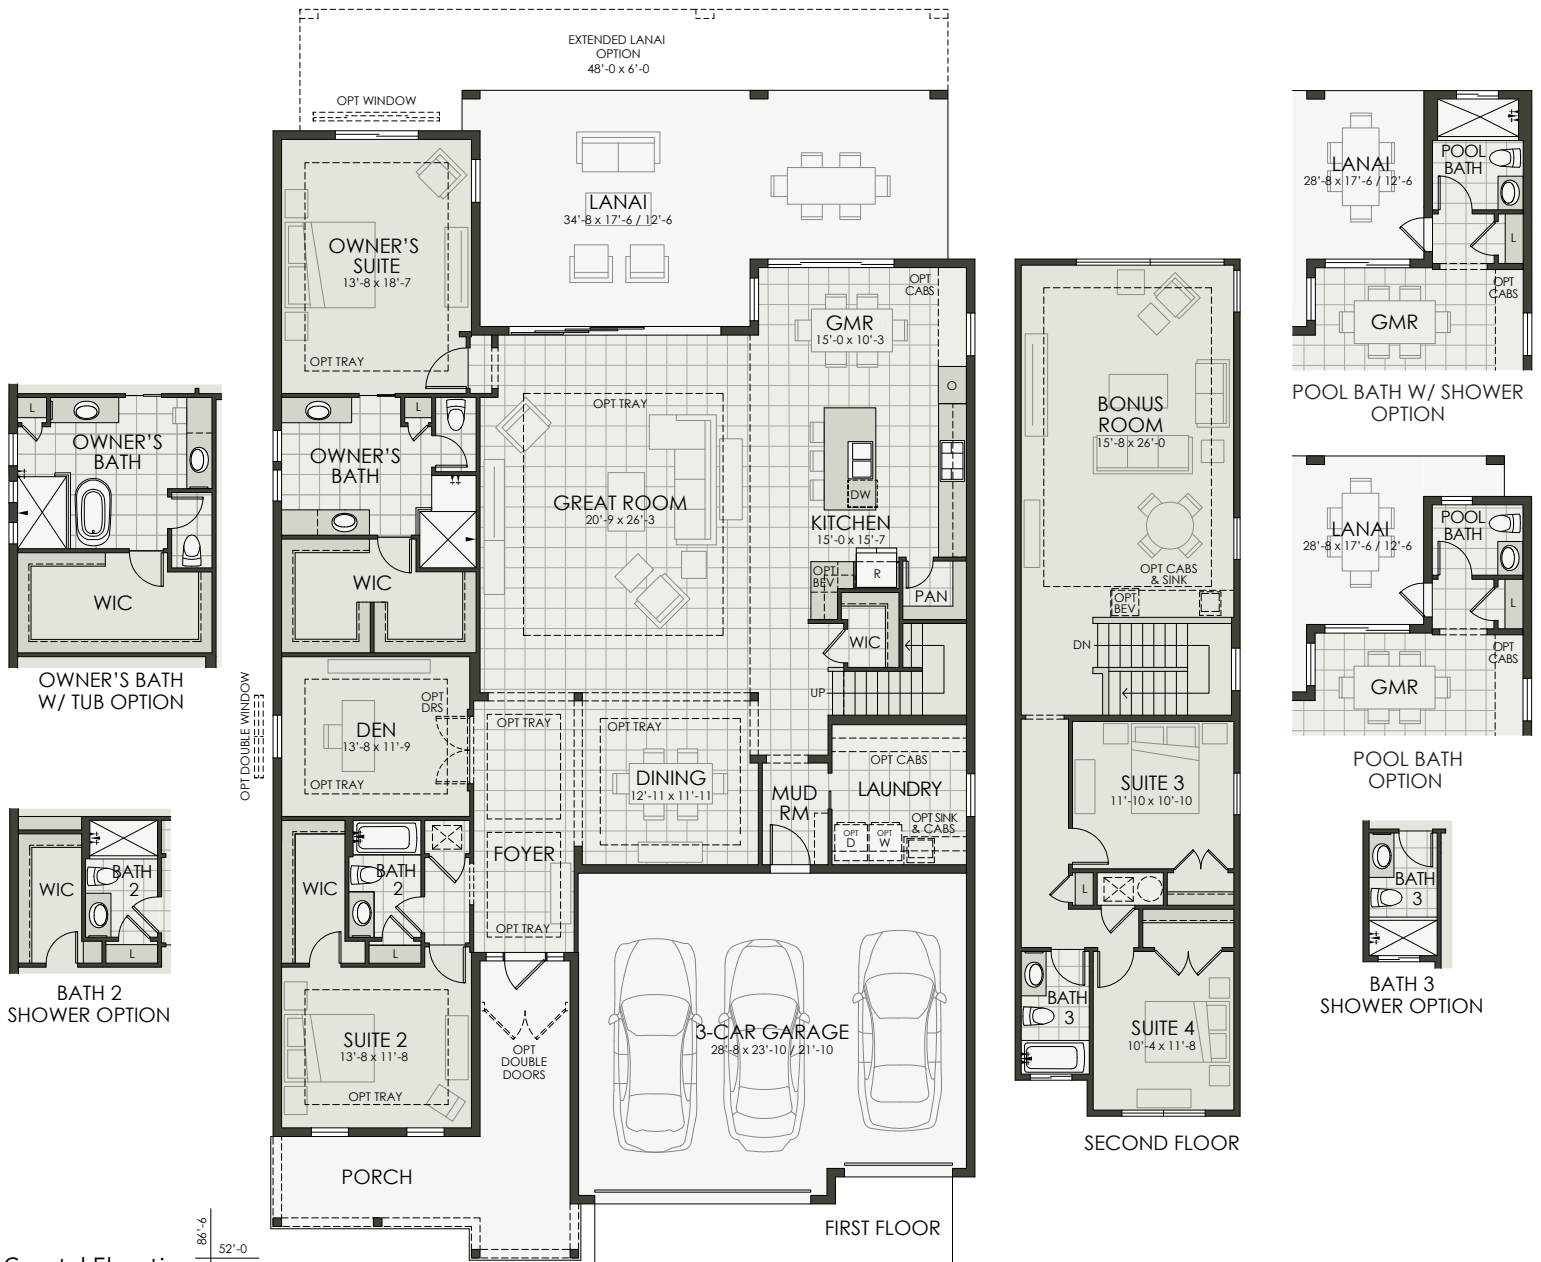 EXTENDED LANAI
OPTION
48'-0 x 6'-0
OPT WINDOW
LANAI
34'-8 x 17'-6 / 12'-6
OWNER'S
SUITE
13'-8 x 18'-7
OPT TRAY
OPT
CABS
GMR
15'-0 x 10'-3
O
L
OWNER'S
BATH
OPT TRAY
GREAT ROOM
20'-9 x 26'-3
DW
KITCHEN
15'-0 x 15'-7
OPT
BEV
R
PAN
WIC
WIC
UP
OPT DOUBLE WINDOW
DEN
13'-8 x 11'-9
OPT
DRS
OPT TRAY
OPT TRAY
OPT TRAY
DINING
12'-11 x 11'-11
MUD
RM
OPT CABS
LAUNDRY
OPT SINK
& CABS
OPT
D
OPT
W
FOYER
OPT TRAY
WIC
BATH
2
L
SUITE 2
13'-8 x 11'-8
OPT TRAY
OPT
DOUBLE
DOORS
3-CAR GARAGE
28'-8 x 23'-10 / 21'-10
PORCH
FIRST FLOOR
86'-6
52'-0
L
OWNER'S
BATH
WIC
OWNER'S BATH
W/ TUB OPTION
WIC
BATH
2
L
BATH 2
SHOWER OPTION
BONUS
ROOM
15'-8 x 26'-0
OPT CABS
& SINK
OPT
BEV
DN
SUITE 3
11'-10 x 10'-10
L
BATH
3
SUITE 4
10'-4 x 11'-8
SECOND FLOOR
LANAI
28'-8 x 17'-6 / 12'-6
POOL
BATH
L
OPT
CABS
GMR
POOL BATH W/ SHOWER
OPTION
LANAI
28'-8 x 17'-6 / 12'-6
POOL
BATH
L
OPT
CABS
GMR
POOL BATH
OPTION
BATH
3
BATH 3
SHOWER OPTION